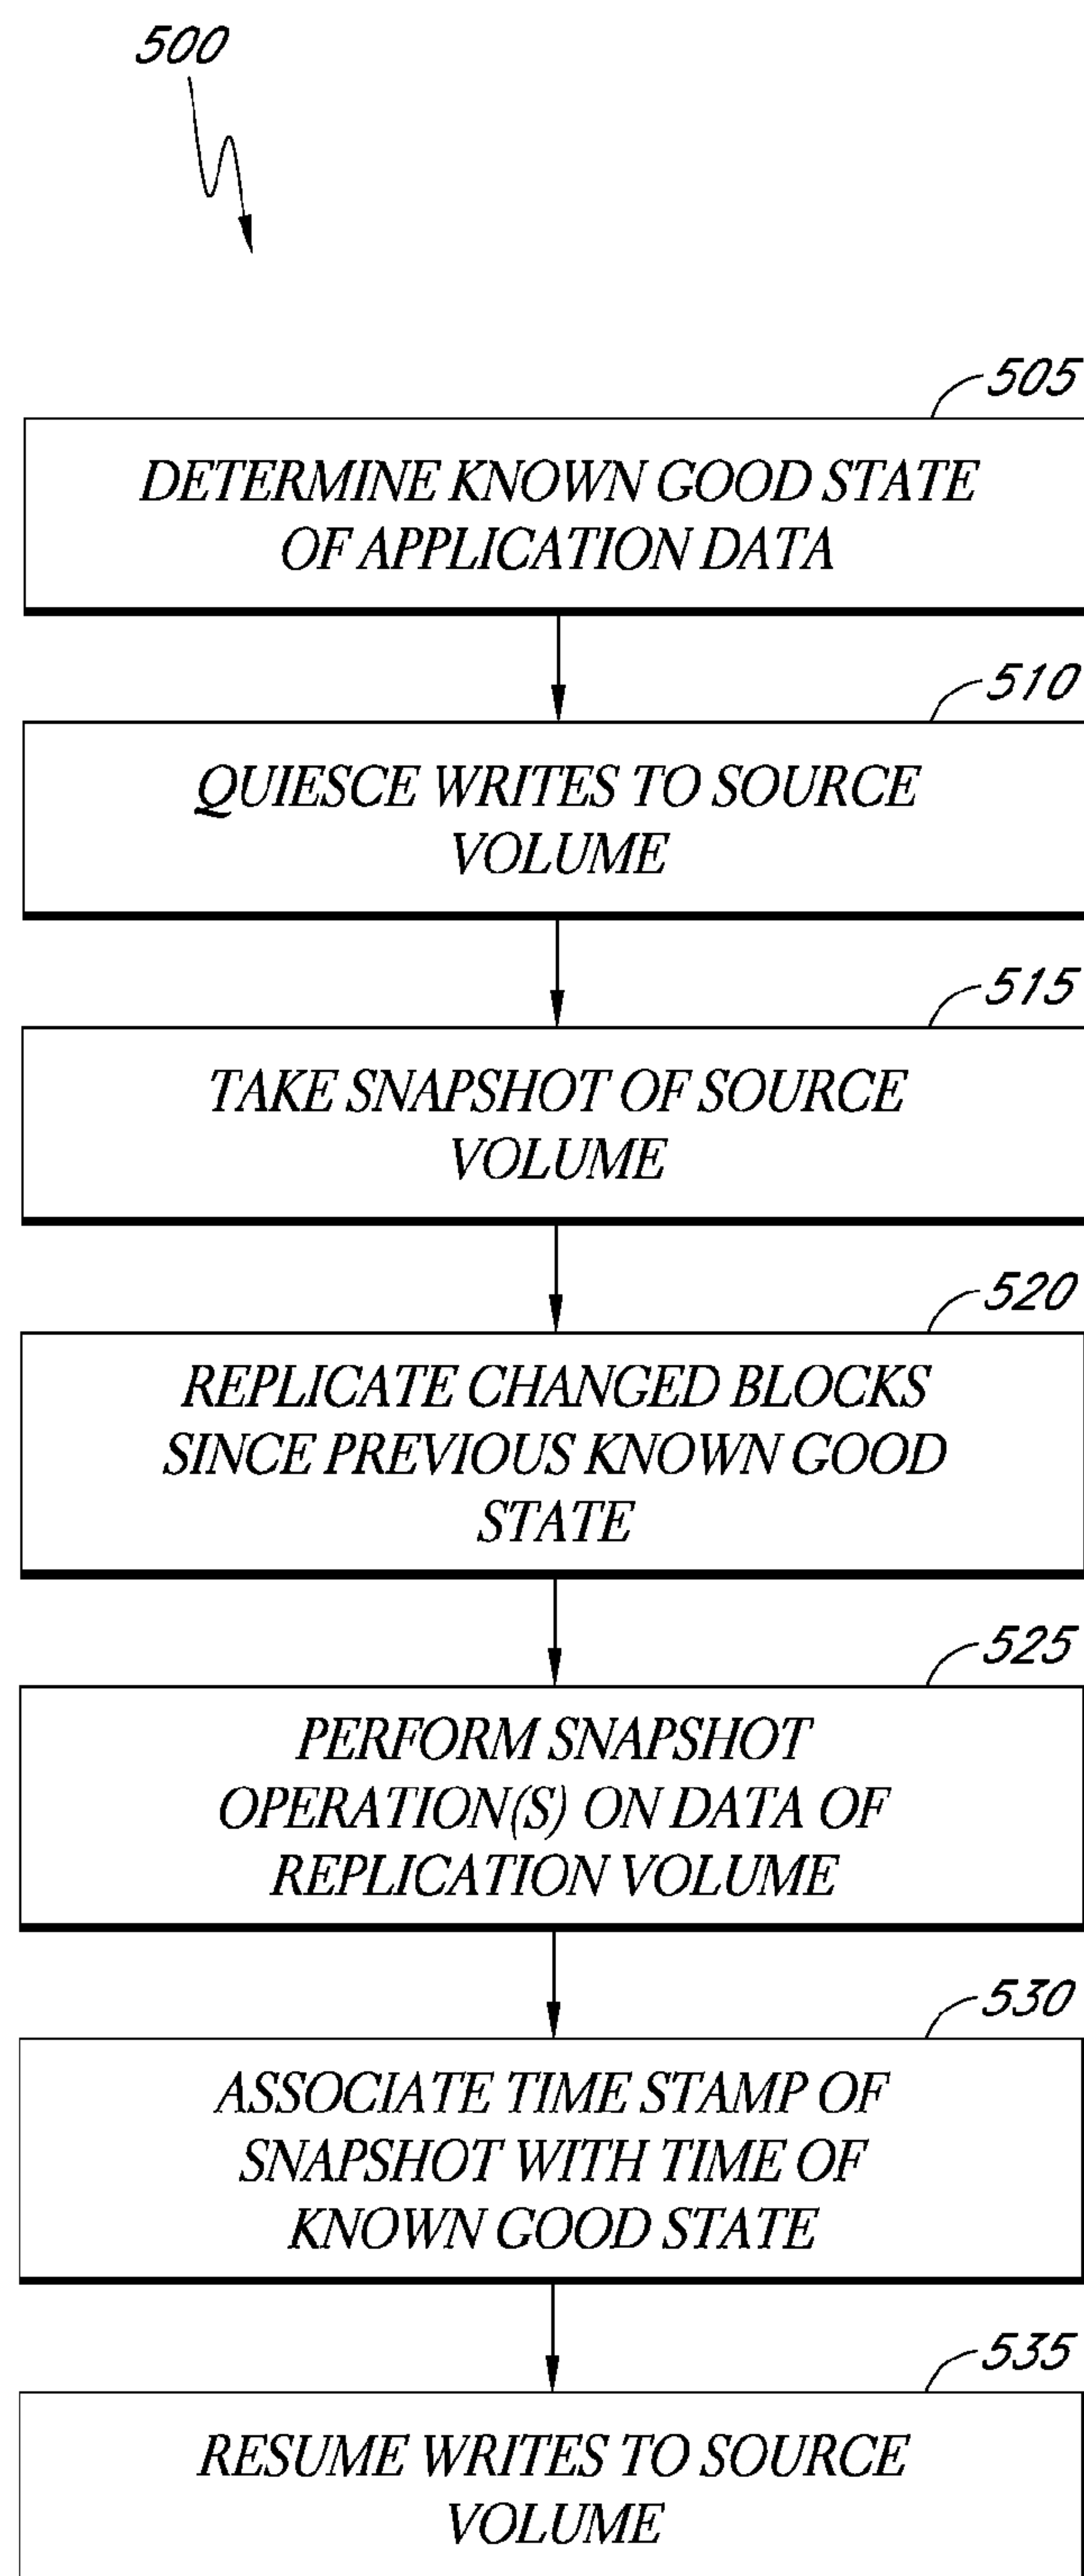 500
505
DETERMINE KNOWN GOOD STATE
OF APPLICATION DATA
510
QUIESCE WRITES TO SOURCE
VOLUME
515
TAKE SNAPSHOT OF SOURCE
VOLUME
520
REPLICATE CHANGED BLOCKS
SINCE PREVIOUS KNOWN GOOD
STATE
525
PERFORM SNAPSHOT
OPERATION(S) ON DATA OF
REPLICATION VOLUME
530
ASSOCIATE TIME STAMP OF
SNAPSHOT WITH TIME OF
KNOWN GOOD STATE
535
RESUME WRITES TO SOURCE
VOLUME